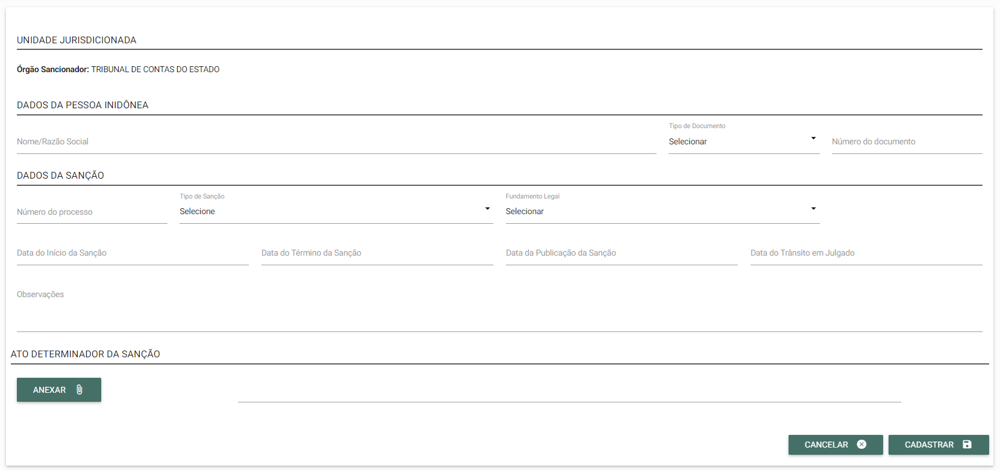 UNIDADE JURISDICIONADA
Órgão Sancionador: TRIBUNAL DE CONTAS DO ESTADO
DADOS DA PESSOA INIDÔNEA
Nome/Razão Social
Tipo de Documento
Selecionar
Número do documento
DADOS DA SANÇÃO
Número do processo
Tipo de Sanção
Selecione
Fundamento Legal
Selecionar
Data do Início da Sanção
Data do Término da Sanção
Data da Publicação da Sanção
Data do Trânsito em Julgado
Observações
ATO DETERMINADOR DA SANÇÃO
ANEXAR
CANCELAR
CADASTRAR